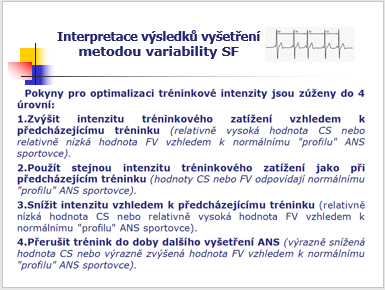 Interpretace výsledků vyšetření
metodou variability SF
Pokyny pro optimalizaci tréninkové intenzity jsou zúženy do 4
úrovní:
1.Zvýšit intenzitu tréninkového zatížení vzhledem k
předcházejícímu tréninku (relativně vysoká hodnota CS nebo
relativně nízká hodnota FV vzhledem k normálnímu "profilu" ANS
sportovce).
2.Použít stejnou intenzitu tréninkového zatížení jako při
předcházejícím tréninku (hodnoty CS nebo FV odpovídají normálnímu
"profilu" ANS sportovce).
3.Snížit intenzitu vzhledem k předcházejícímu tréninku (relativně
nízká hodnota CS nebo relativně vysoká hodnota FV vzhledem k
normálnímu "profilu" ANS sportovce).
4.Přerušit trénink do doby dalšího vyšetření ANS (výrazně snížená
hodnota CS nebo výrazně zvýšená hodnota FV vzhledem k normálnímu
"profilu" ANS sportovce).